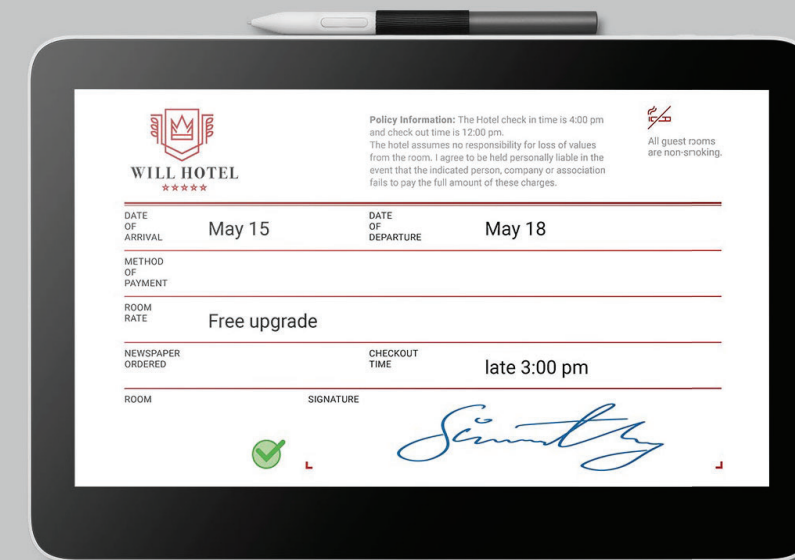 WILL HOTEL
Policy Information: The Hotel check in time is 4:00 pm
and check out time is 12:00 pm.
The hotel assumes no responsibility for loss of values
from the room. I agree to be held personally liable in the
event that the indicated person, company or association
fails to pay the full amount of these charges.
All guest rooms
are non-smoking.
DATE
OF
ARRIVAL
May 15
DATE
OF
DEPARTURE
May 18
METHOD
OF
PAYMENT
ROOM
RATE
Free upgrade
NEWSPAPER
ORDERED
CHECKOUT
TIME
late 3:00 pm
ROOM
SIGNATURE